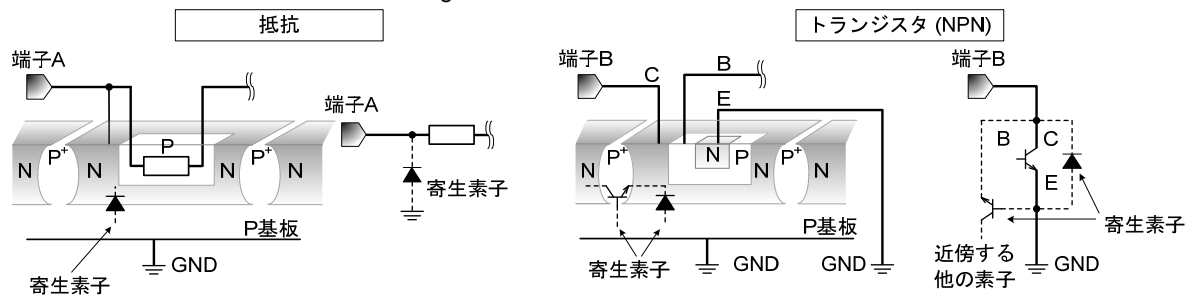 g
抵抗
端子A
P
N
P+
N
N
P+
N
P基板
寄生素子
GND
端子A
寄生素子
トランジスタ (NPN)
端子B
C
B
E
N
P+
N
N
P
N
P+
N
P基板
寄生素子
GND
GND
端子B
B
C
E
寄生素子
近傍する
他の素子
GND